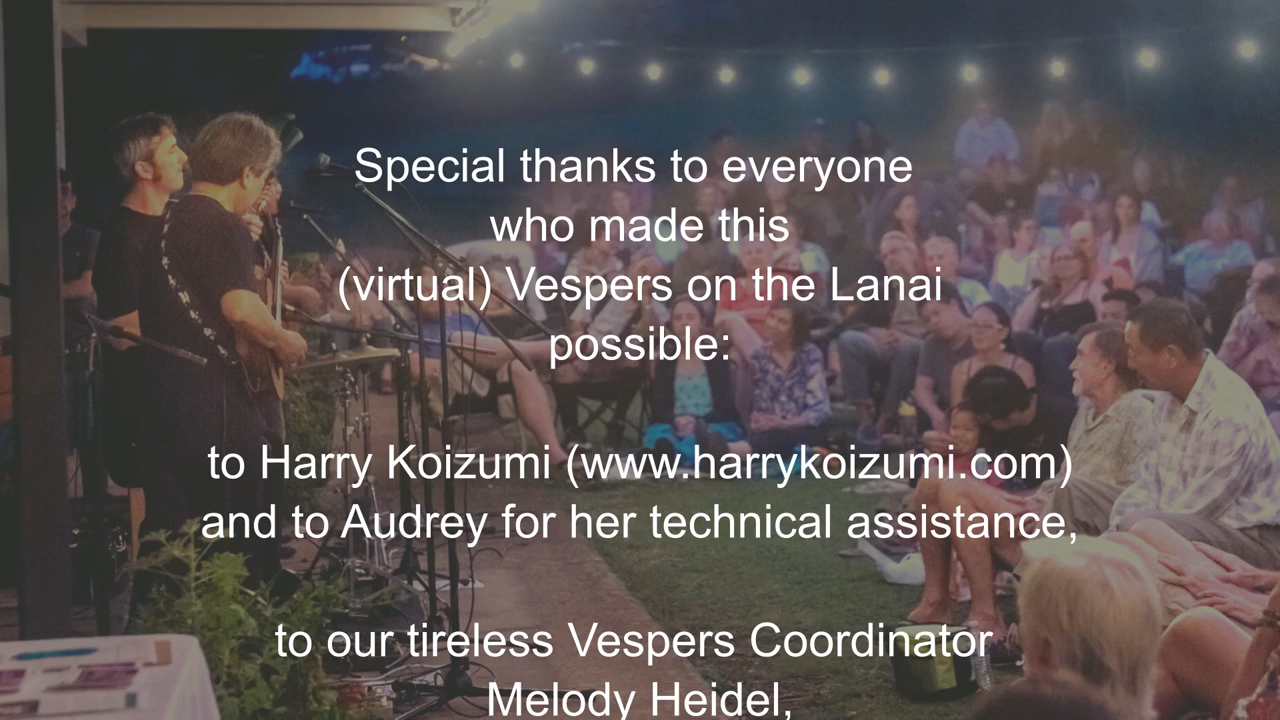 Special thanks to everyone
who made this
(virtual) Vespers on the Lanai
possible:
to Harry Koizumi (www.harrykoizumi.com)
and to Audrey for her technical assistance,
to our tireless Vespers Coordinator
Melody Heidel,